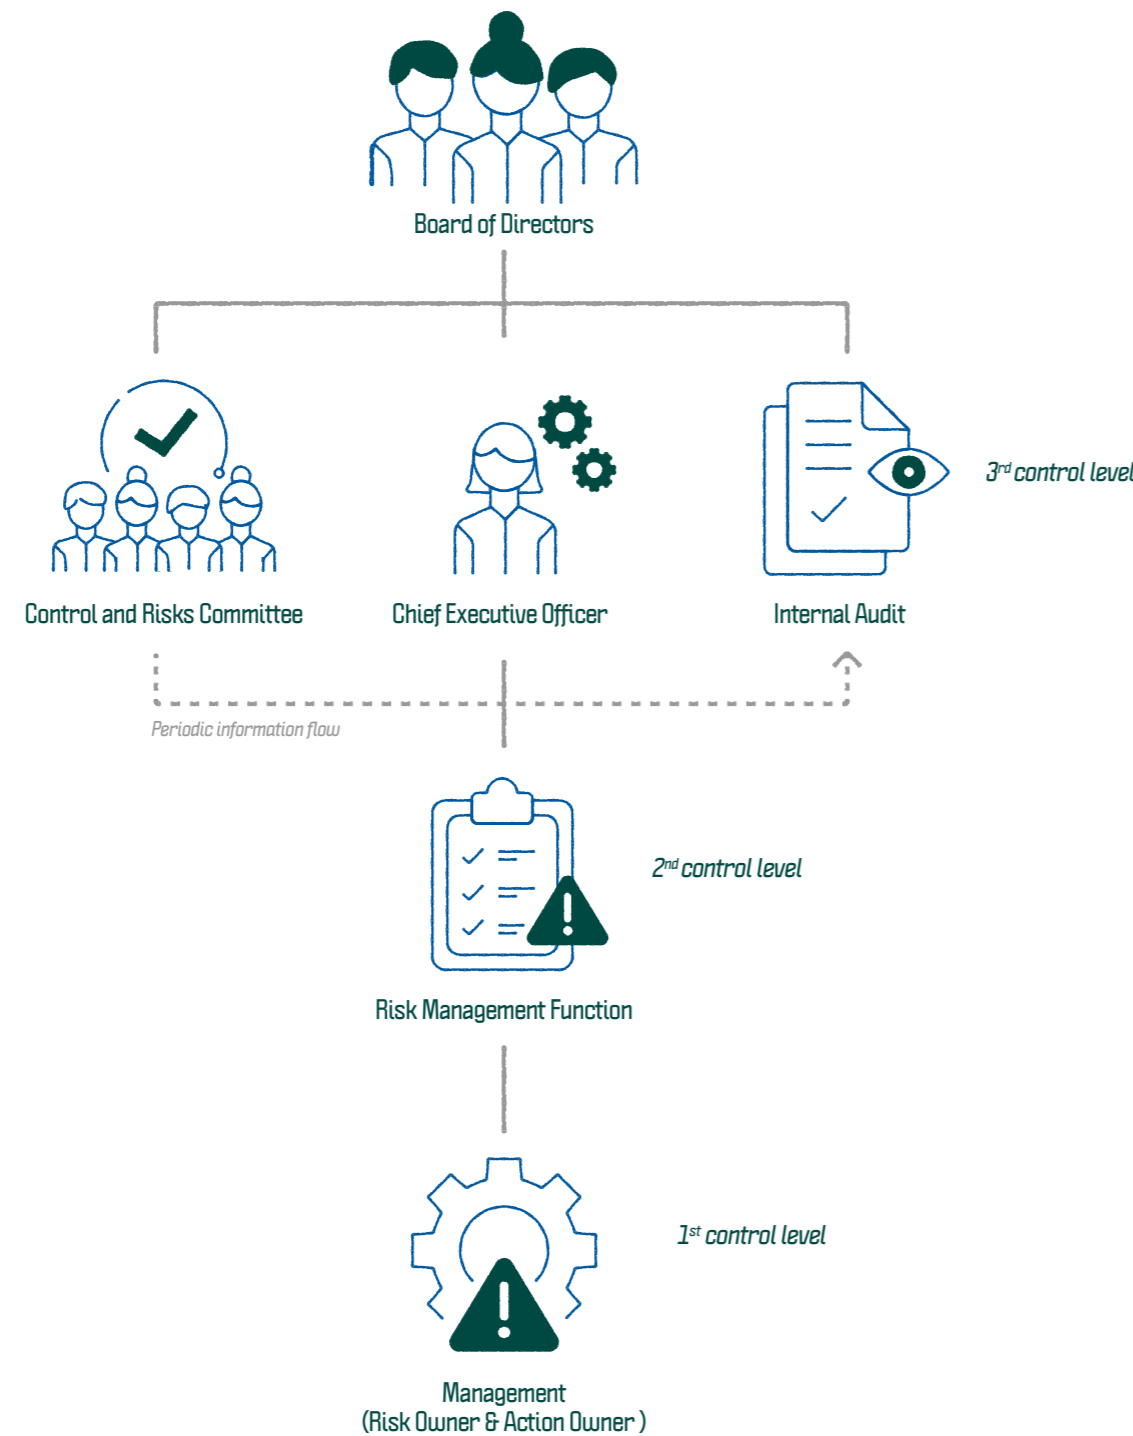 Board of Directors
3rd control level
Control and Risks Committee
Chief Executive Officer
Internal Audit
Periodic information flow
2nd control level
Risk Management Function
1st control level
Management
(Risk Owner & Action Owner )